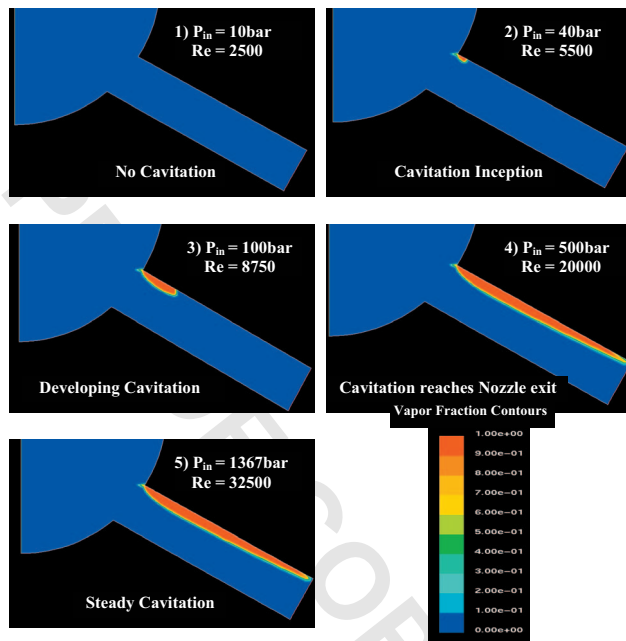 1) Pin = 10bar
Re = 2500
No Cavitation
2) Pin = 40bar
Re = 5500
Cavitation Inception
3) Pin = 100bar
Re = 8750
Developing Cavitation
4) Pin = 500bar
Re = 20000
Cavitation reaches Nozzle exit
5) Pin = 1367bar
Re = 32500
Steady Cavitation
Vapor Fraction Contours
1.00e+00
9.00e-01
8.00e-01
7.00e-01
6.00e-01
5.00e-01
4.00e-01
3.00e-01
2.00e-01
1.00e-01
0.00e+00